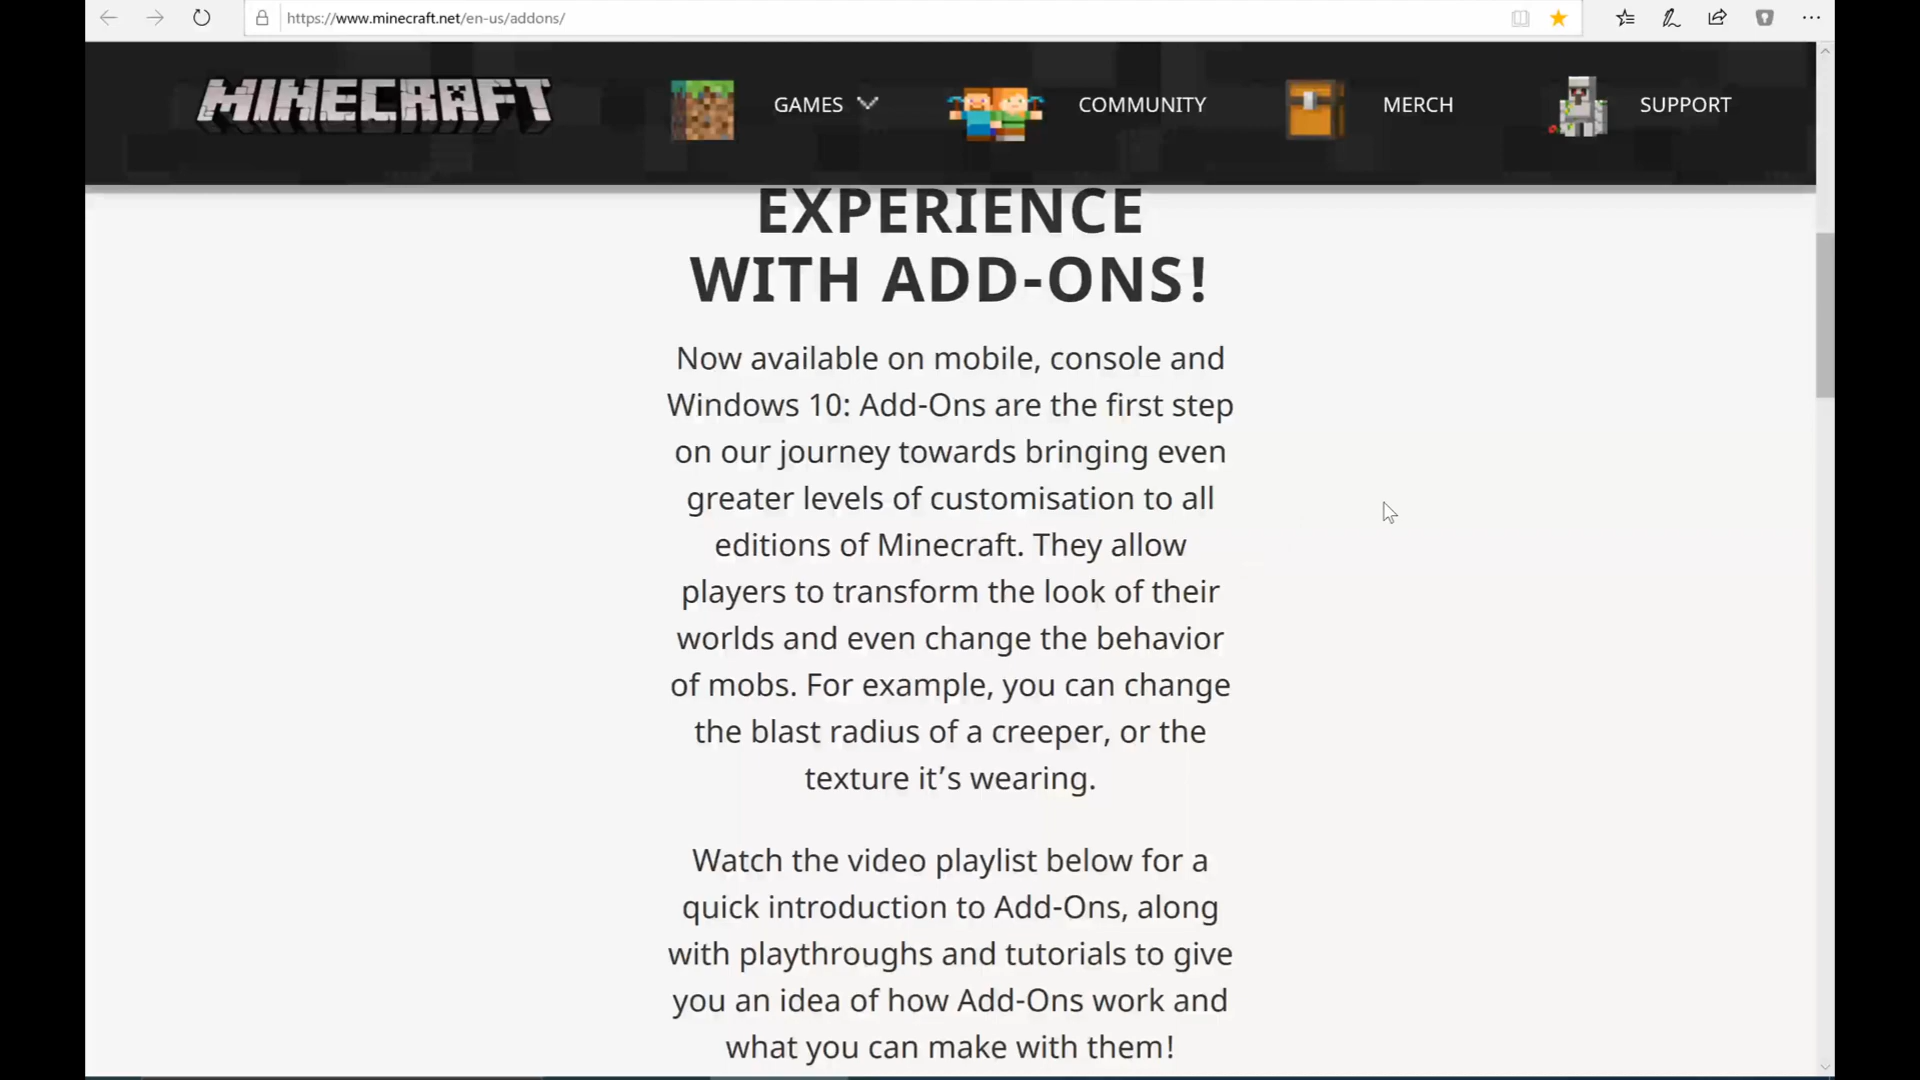 https://www.minecraft.net/en-us/addons/
MINECRAFT
GAMES
COMMUNITY
MERCH
SUPPORT
EXPERIENCE
WITH ADD-ONS!
Now available on mobile, console and
Windows 10: Add-Ons are the first step
on our journey towards bringing even
greater levels of customisation to all
editions of Minecraft. They allow
players to transform the look of their
worlds and even change the behavior
of mobs. For example, you can change
the blast radius of a creeper, or the
texture it’s wearing.
Watch the video playlist below for a
quick introduction to Add-Ons, along
with playthroughs and tutorials to give
you an idea of how Add-Ons work and
what you can make with them!